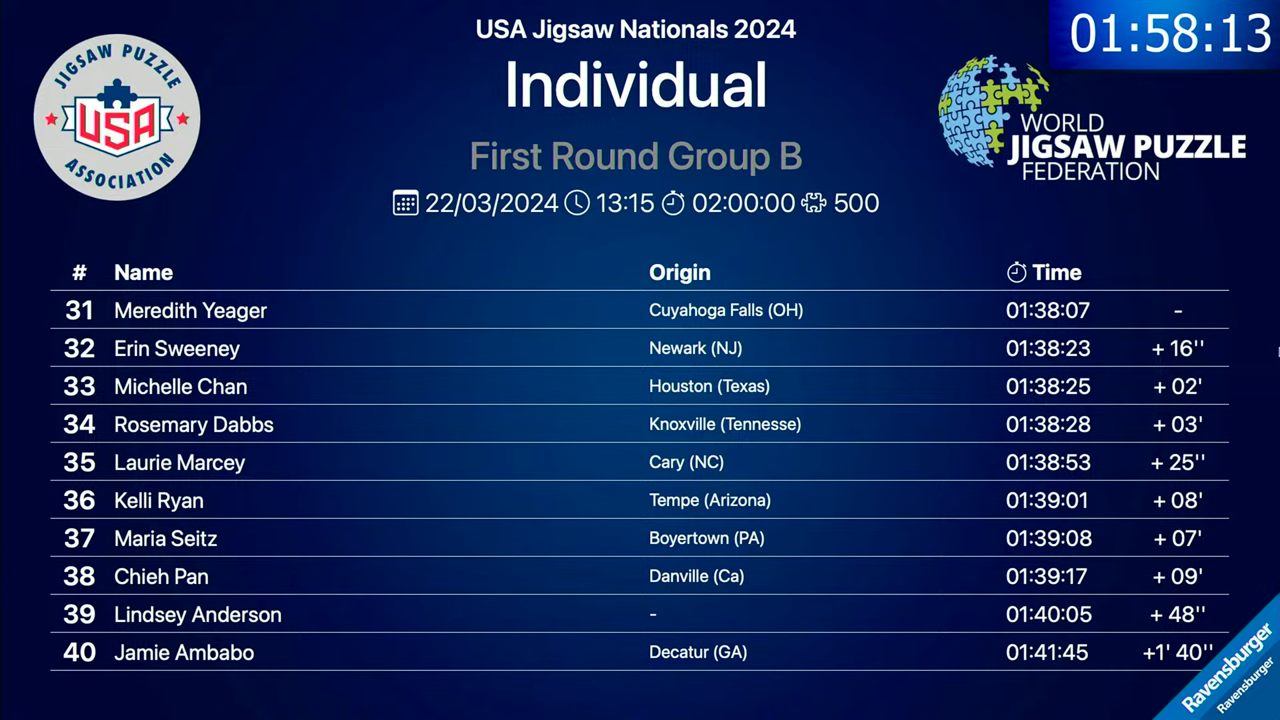 USA Jigsaw Nationals 2024
01:58:13
JIGSAW PUZZLE
USA
ASSOCIATION
Individual
WORLD
JIGSAW PUZZLE
FEDERATION
First Round Group B
22/03/2024 13:15 02:00:00 500
# Name Origin Time
31 Meredith Yeager Cuyahoga Falls (OH) 01:38:07 -
32 Erin Sweeney Newark (NJ) 01:38:23 + 16''
33 Michelle Chan Houston (Texas) 01:38:25 + 02'
34 Rosemary Dabbs Knoxville (Tennesse) 01:38:28 + 03'
35 Laurie Marcey Cary (NC) 01:38:53 + 25''
36 Kelli Ryan Tempe (Arizona) 01:39:01 + 08'
37 Maria Seitz Boyertown (PA) 01:39:08 + 07'
38 Chieh Pan Danville (Ca) 01:39:17 + 09'
39 Lindsey Anderson - 01:40:05 + 48''
40 Jamie Ambabo Decatur (GA) 01:41:45 +1' 40''
Ravensburger
Ravensburger